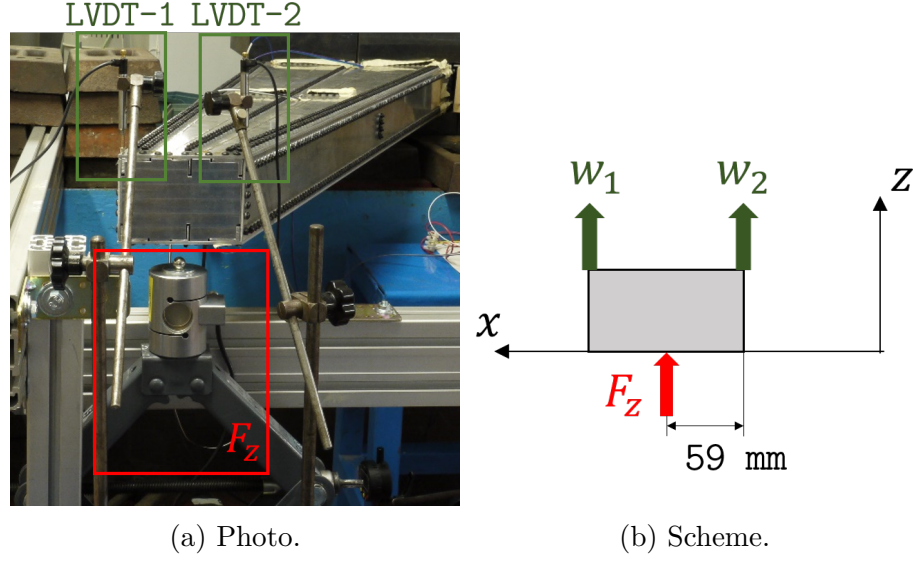 LVDT-1 LVDT-2
F_z
w_1 w_2
z
x
F_z
59 mm
(a) Photo. (b) Scheme.